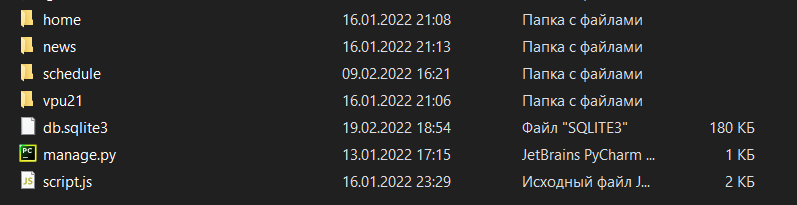 home 16.01.2022 21:08 Папка с файлами
news 16.01.2022 21:13 Папка с файлами
schedule 09.02.2022 16:21 Папка с файлами
vpu21 16.01.2022 21:06 Папка с файлами
db.sqlite3 19.02.2022 18:54 Файл "SQLITE3" 180 КБ
PC manage.py 13.01.2022 17:15 JetBrains PyCharm ... 1 КБ
JS script.js 16.01.2022 23:29 Исходный файл J... 2 КБ